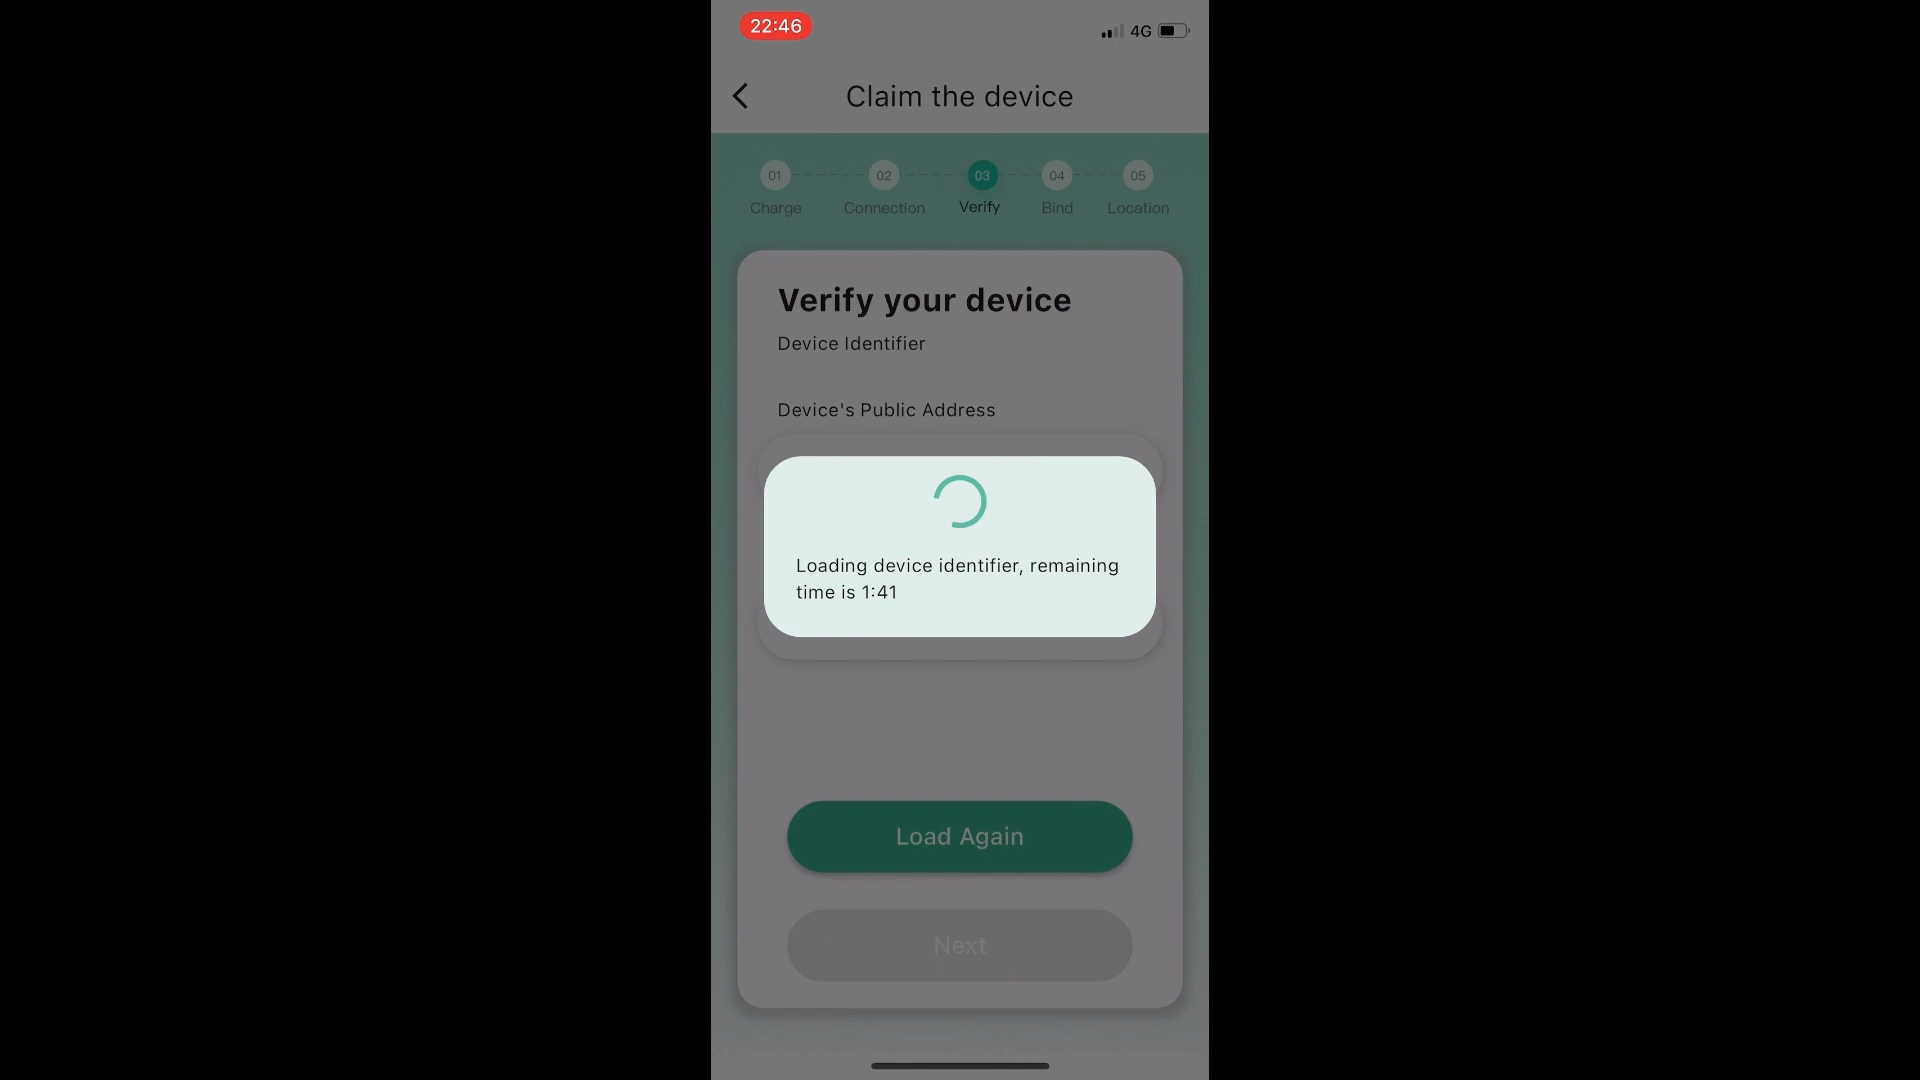 22:46
4G
Claim the device
01 02 03 04 05
Charge Connection Verify Bind Location
Verify your device
Device Identifier
Device's Public Address
Loading device identifier, remaining
time is 1:41
Load Again
Next